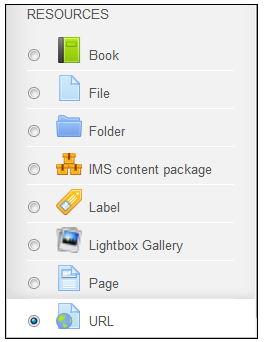 RESOURCES
Book
File
Folder
IMS content package
Label
Lightbox Gallery
Page
URL